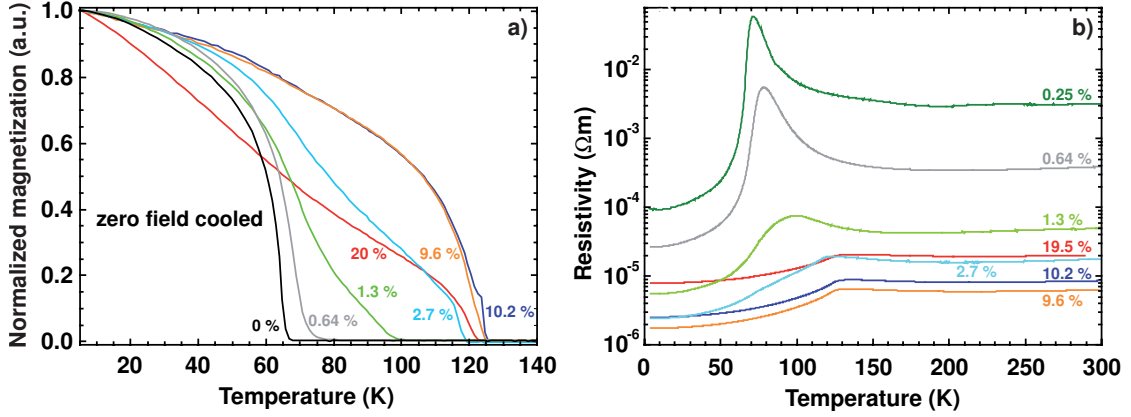 a)
Normalized magnetization (a.u.)
1.0
0.8
0.6
0.4
0.2
0.0
zero field cooled
0 %
0.64 %
1.3 %
20 %
2.7 %
9.6 %
10.2 %
20 40 60 80 100 120 140
Temperature (K)
b)
Resistivity (Ωm)
10⁻²
10⁻³
10⁻⁴
10⁻⁵
10⁻⁶
0.25 %
0.64 %
1.3 %
19.5 %
2.7 %
10.2 %
9.6 %
0 50 100 150 200 250 300
Temperature (K)